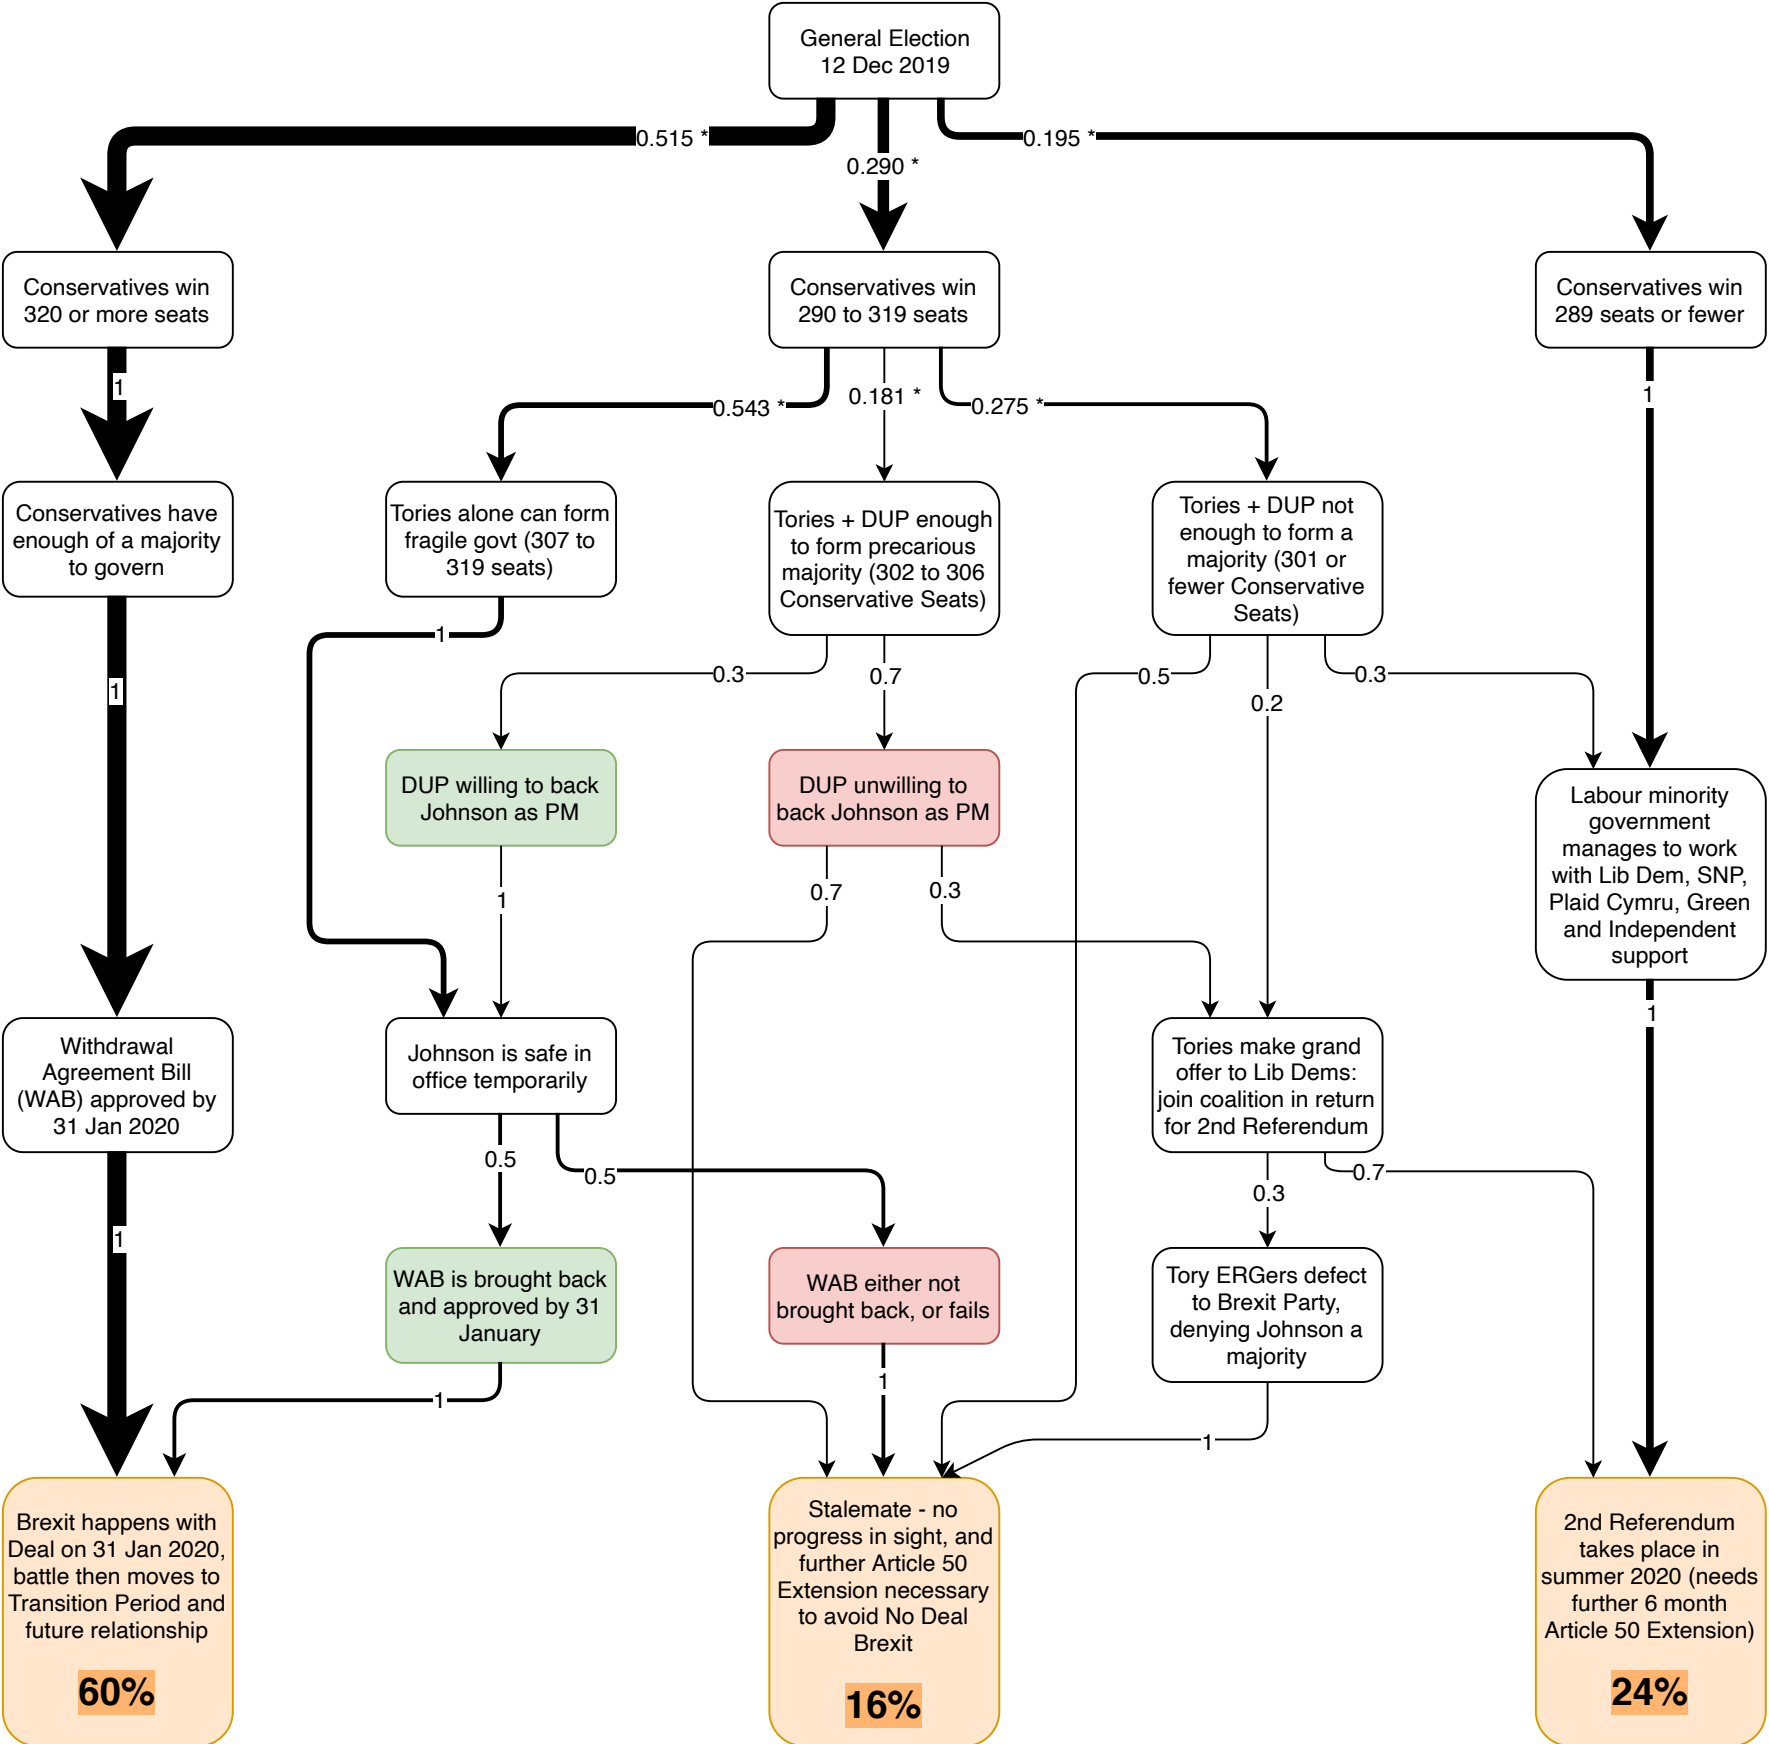 General Election
12 Dec 2019
0.515 *
0.290 *
0.195 *
Conservatives win
320 or more seats
Conservatives win
290 to 319 seats
Conservatives win
289 seats or fewer
1
0.543 *
0.181 *
0.275 *
1
Conservatives have
enough of a majority
to govern
Tories alone can form
fragile govt (307 to
319 seats)
Tories + DUP enough
to form precarious
majority (302 to 306
Conservative Seats)
Tories + DUP not
enough to form a
majority (301 or
fewer Conservative
Seats)
1
1
0.3
0.7
0.5
0.2
0.3
DUP willing to back
Johnson as PM
DUP unwilling to
back Johnson as PM
Labour minority
government
manages to work
with Lib Dem, SNP,
Plaid Cymru, Green
and Independent
support
1
0.7
0.3
1
Withdrawal
Agreement Bill
(WAB) approved by
31 Jan 2020
Johnson is safe in
office temporarily
Tories make grand
offer to Lib Dems:
join coalition in return
for 2nd Referendum
1
0.5
0.5
0.3
0.7
WAB is brought back
and approved by 31
January
WAB either not
brought back, or fails
Tory ERGers defect
to Brexit Party,
denying Johnson a
majority
1
1
1
Brexit happens with
Deal on 31 Jan 2020,
battle then moves to
Transition Period and
future relationship
60%
Stalemate - no
progress in sight, and
further Article 50
Extension necessary
to avoid No Deal
Brexit
16%
2nd Referendum
takes place in
summer 2020 (needs
further 6 month
Article 50 Extension)
24%